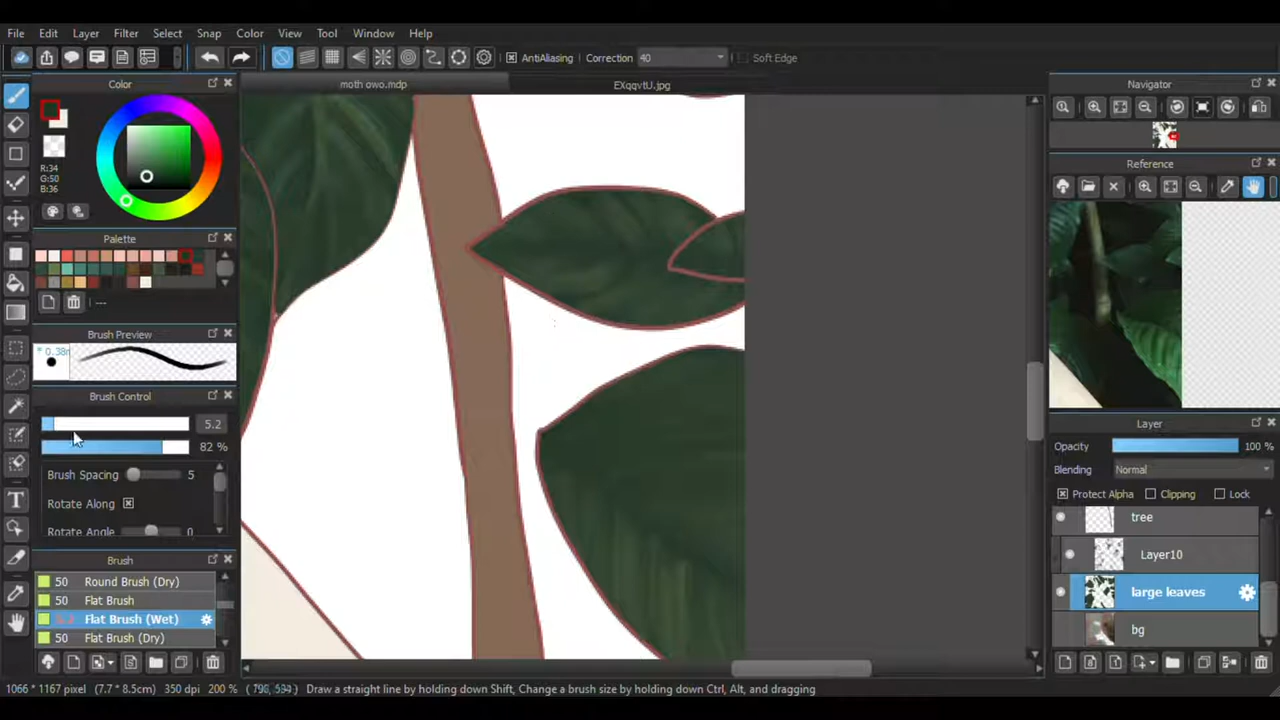 File Edit Layer Filter Select Snap Color View Tool Window Help
AntiAliasing Correction 40 Soft Edge
Color moth owo.mdp EXqqvtU.jpg Navigator
R:34
G:50
B:36
Reference
Palette
---
Brush Preview
Brush Control
5.2
82 %
Brush Spacing 5
Rotate Along
Rotate Angle 0
Brush
50 Round Brush (Dry)
50 Flat Brush
5.2 Flat Brush (Wet)
50 Flat Brush (Dry)
Layer
Opacity 100 %
Blending Normal
Protect Alpha Clipping Lock
tree
Layer10
large leaves
bg
1066 * 1167 pixel (7.7 * 8.5cm) 350 dpi 200 % Draw a straight line by holding down Shift, Change a brush size by holding down Ctrl, Alt, and dragging